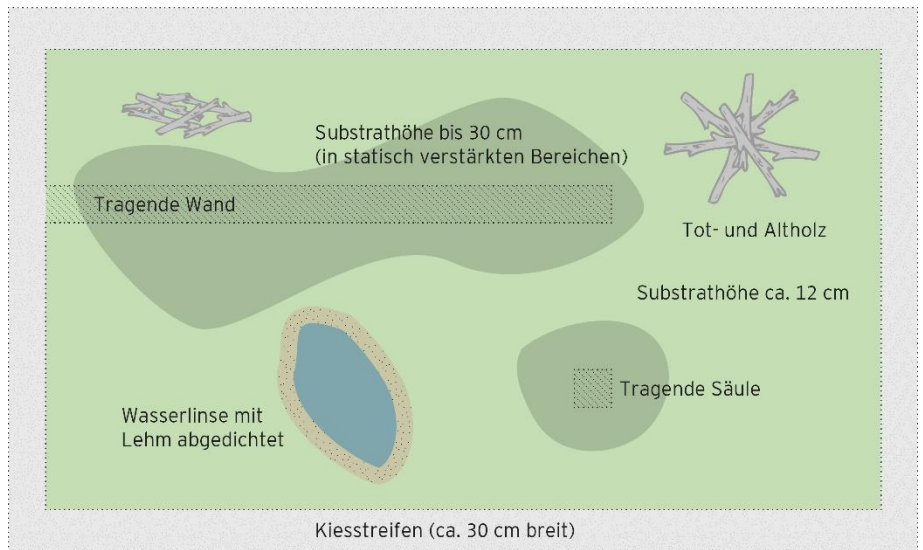 Substrathöhe bis 30 cm
(in statisch verstärkten Bereichen)
Tragende Wand
Tot- und Altholz
Substrathöhe ca. 12 cm
Tragende Säule
Wasserlinse mit
Lehm abgedichtet
Kiesstreifen (ca. 30 cm breit)